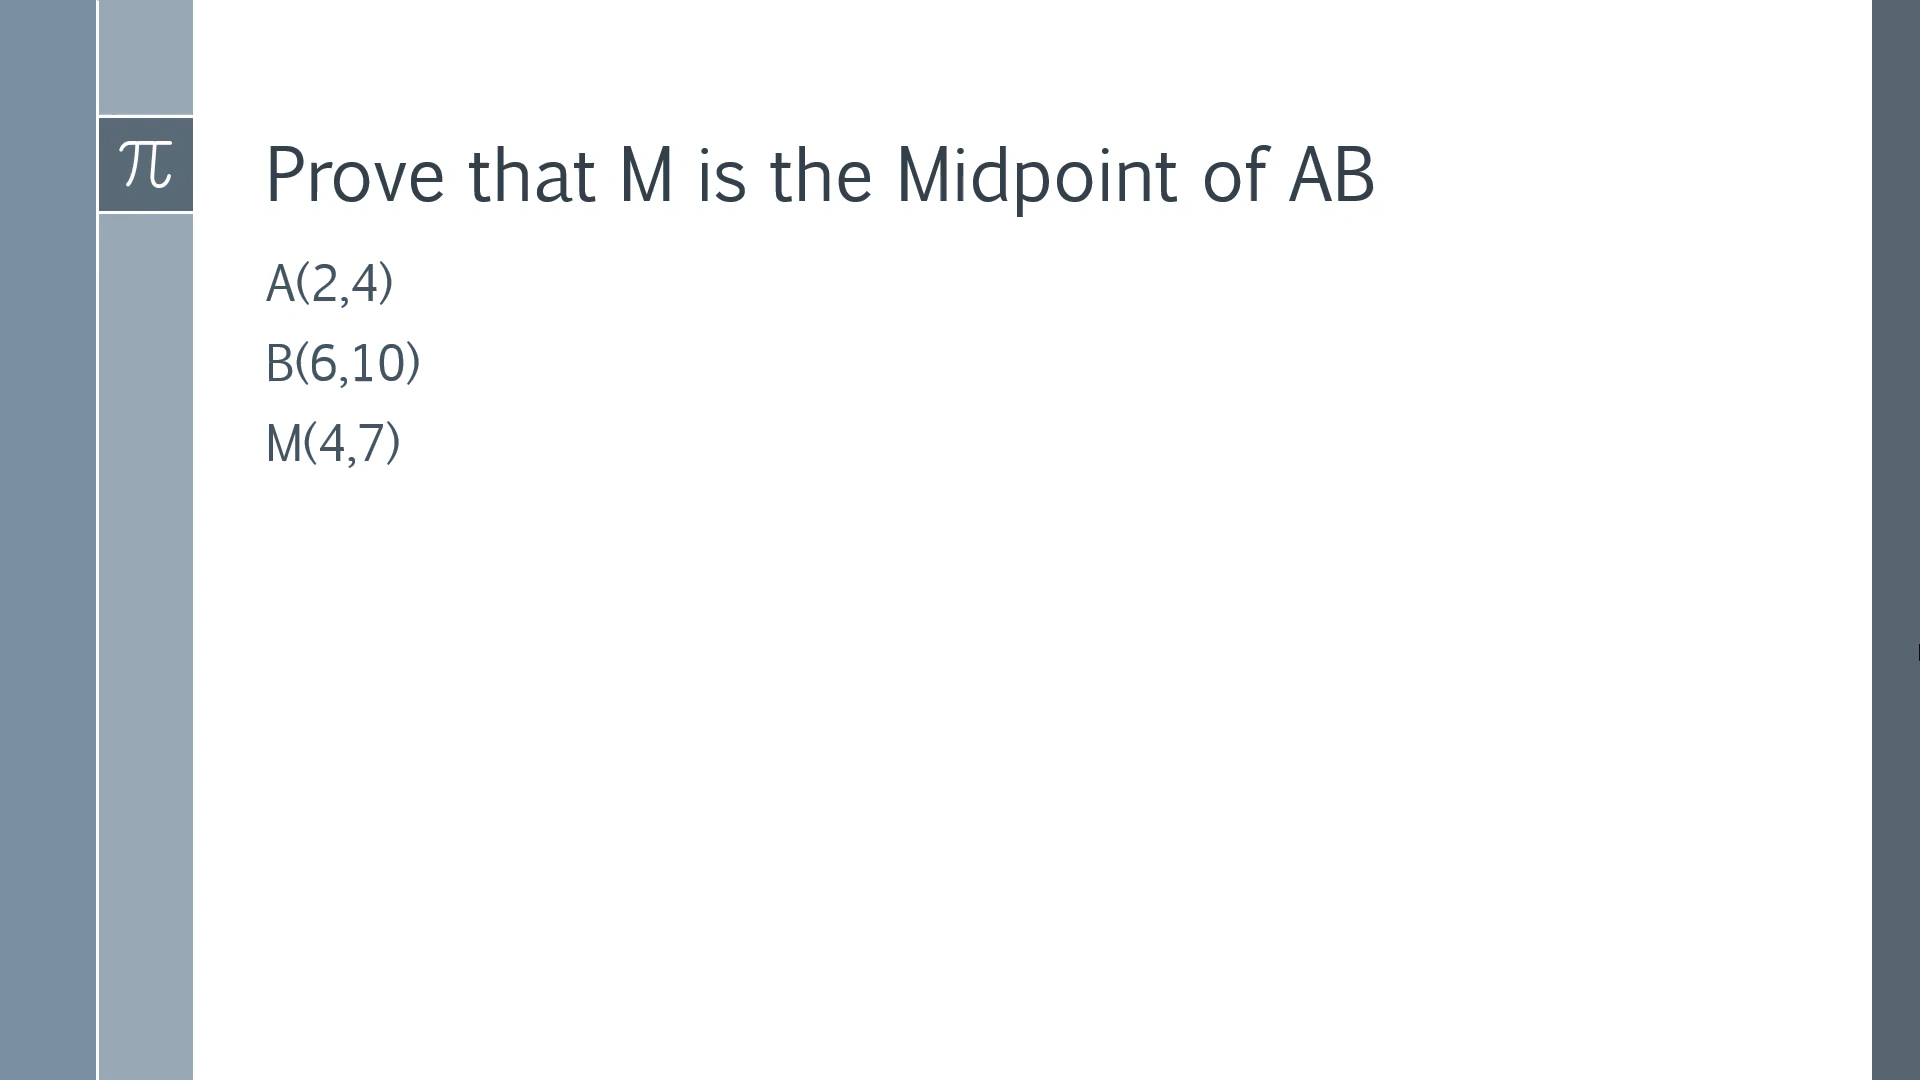 π
Prove that M is the Midpoint of AB
A(2,4)
B(6,10)
M(4,7)